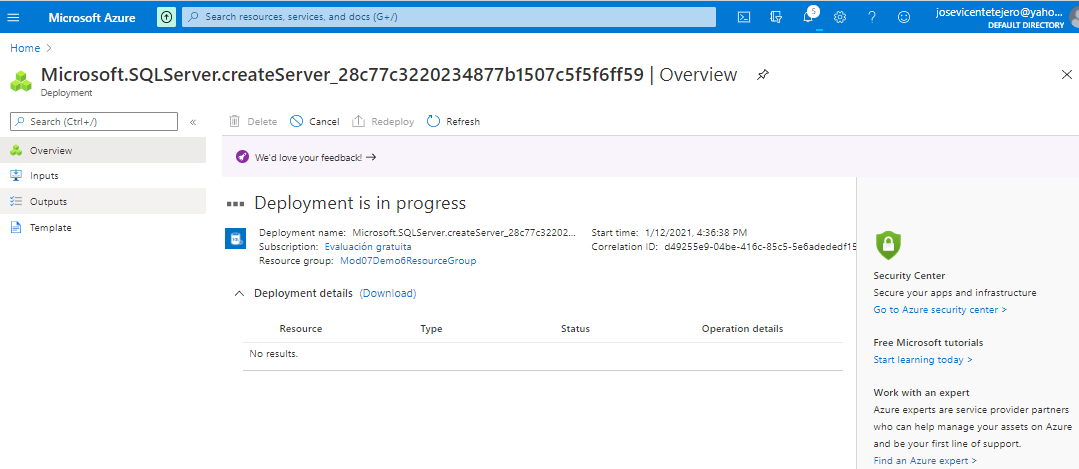 Microsoft Azure
Search resources, services, and docs (G+/)
5
josevicentetejero@yaho...
DEFAULT DIRECTORY
Home >
Microsoft.SQLServer.createServer_28c77c3220234877b1507c5f5f6ff59 | Overview
Deployment
Search (Ctrl+/)
«
Delete
Cancel
Redeploy
Refresh
Overview
Inputs
Outputs
Template
We'd love your feedback! →
Deployment is in progress
Deployment name: Microsoft.SQLServer.createServer_28c77c32202...
Subscription: Evaluación gratuita
Resource group: Mod07Demo6ResourceGroup
Start time: 1/12/2021, 4:36:38 PM
Correlation ID: d49255e9-04be-416c-85c5-5e6adededf15
Deployment details (Download)
Resource Type Status Operation details
No results.
Security Center
Secure your apps and infrastructure
Go to Azure security center >
Free Microsoft tutorials
Start learning today >
Work with an expert
Azure experts are service provider partners
who can help manage your assets on Azure
and be your first line of support.
Find an Azure expert >